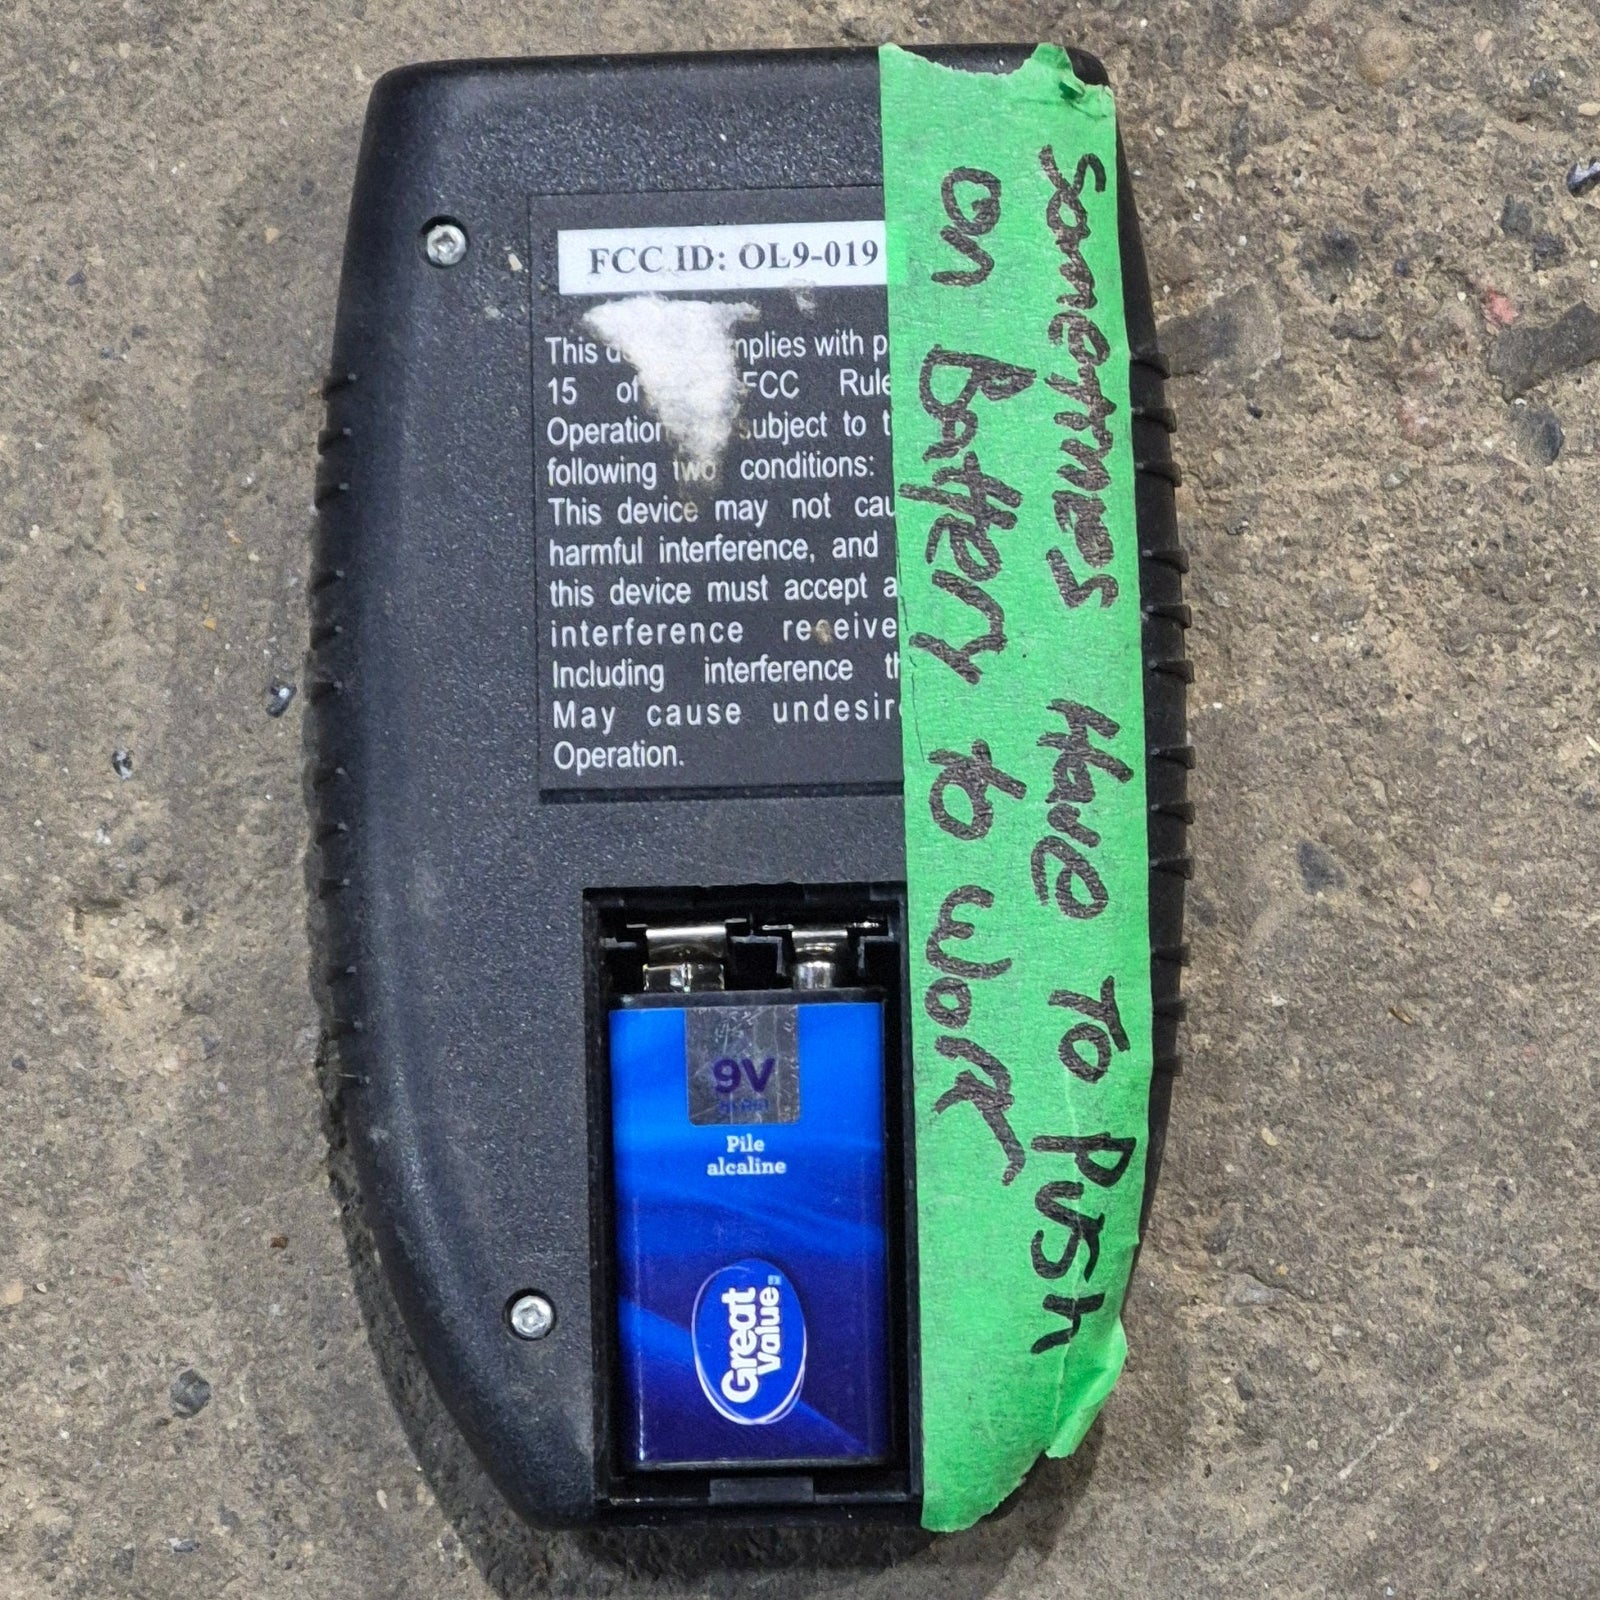 FCC ID: OL9-019
This d mplies with p
15 of FCC Rule
Operation subject to t
following two conditions:
This device may not cau
harmful interference, and
this device must accept a
interference receive
Including interference th
May cause undesir
Operation.
Sometimes Have To Push
on Battery to work
9V
Pile
alcaline
Great
Value